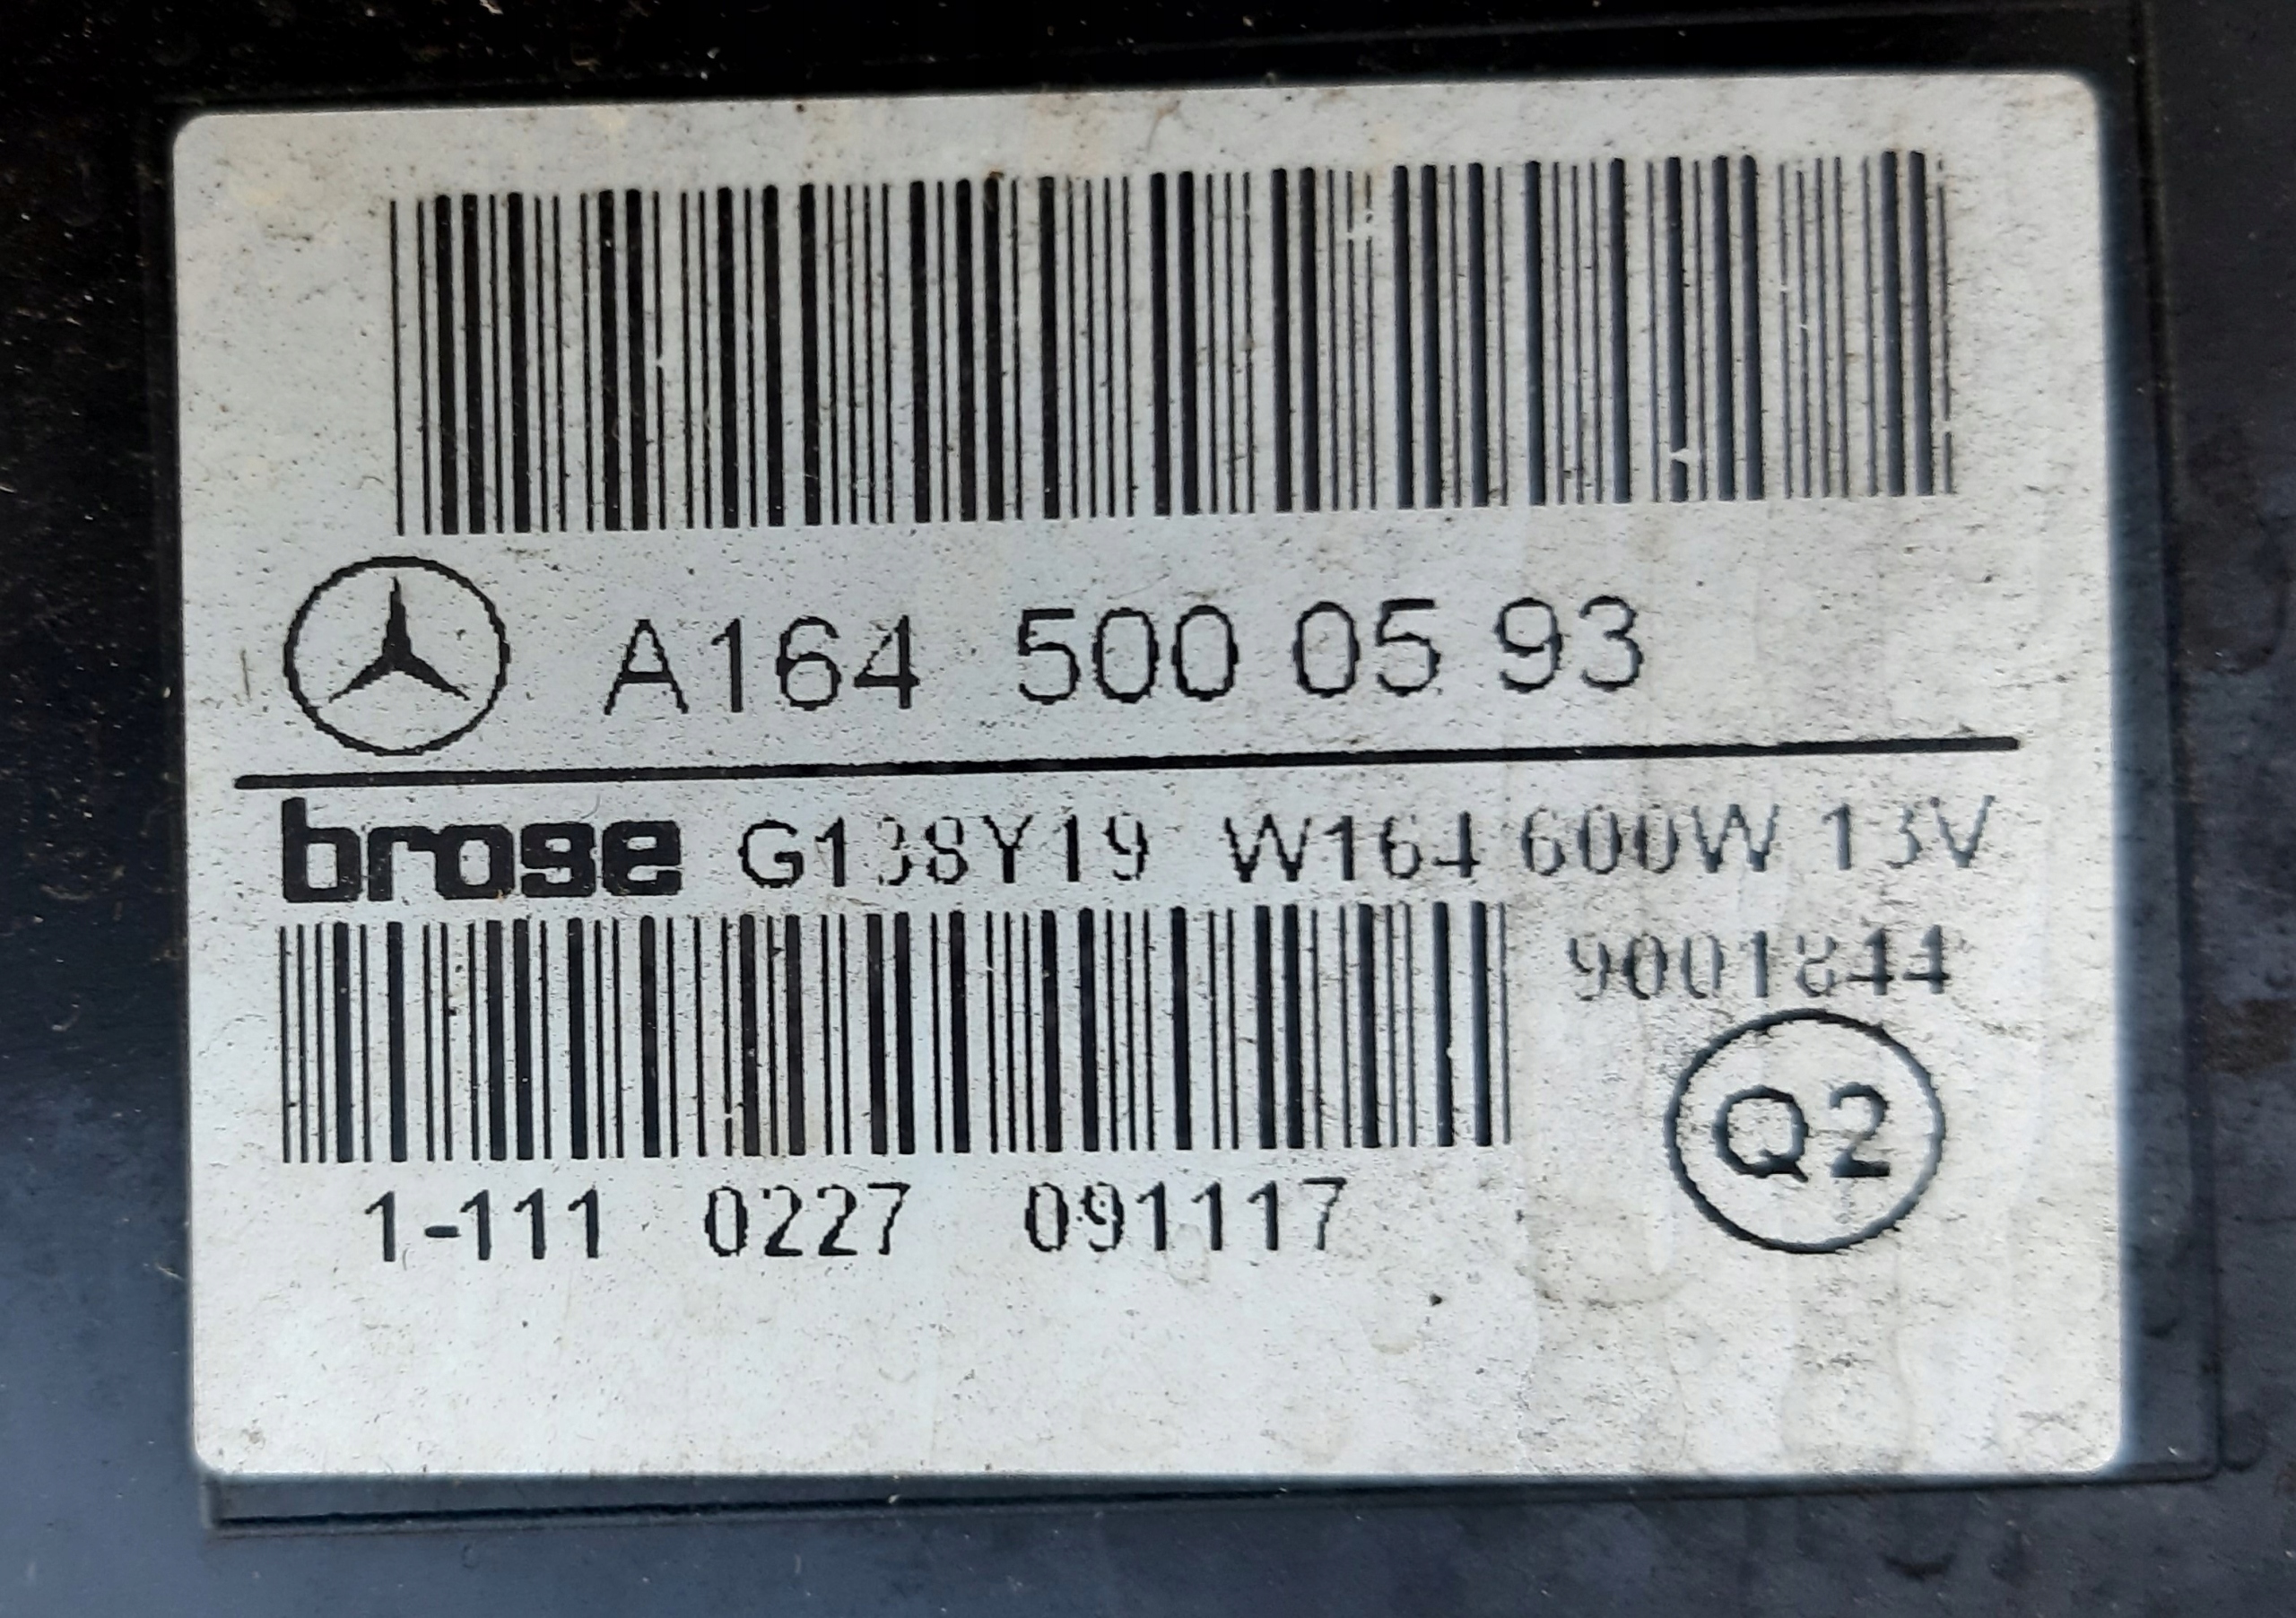 A164 500 05 93
brose G138Y19 W164 600W 13V
9001844
Q2
1-111 0227 091117